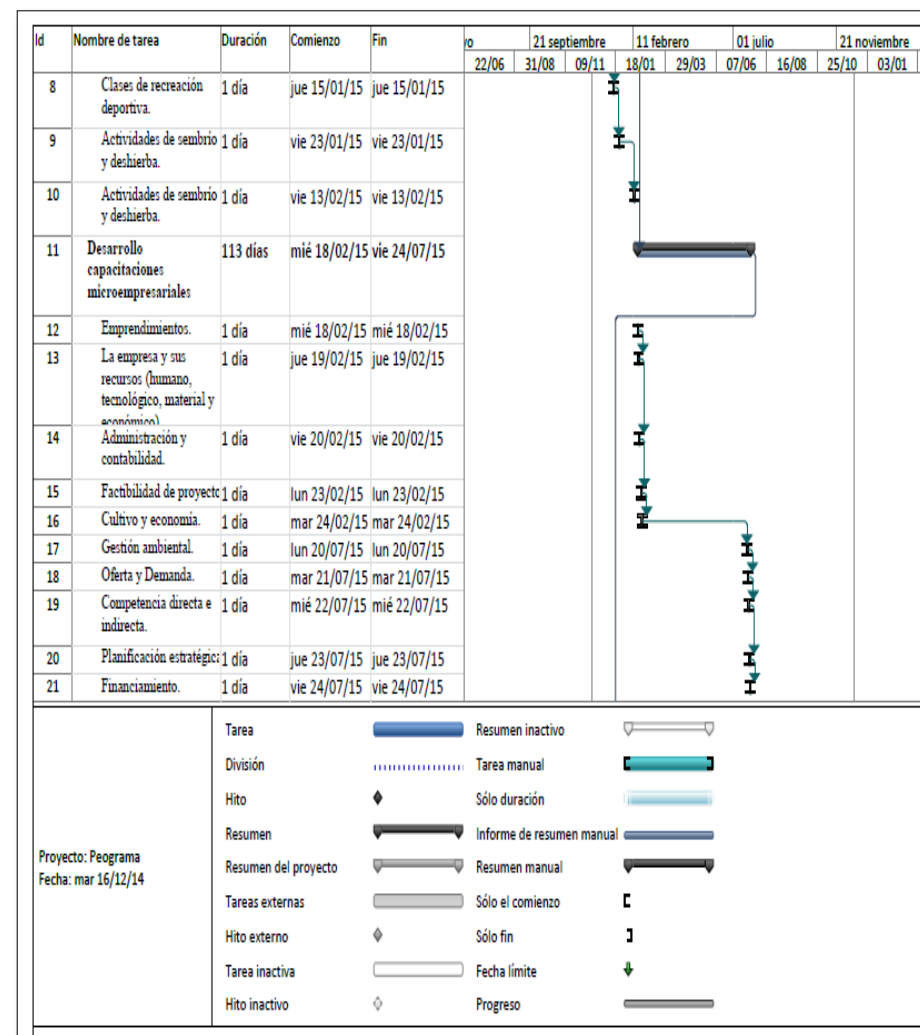 Id Nombre de tarea Duración Comienzo Fin vo 21 septiembre 11 febrero 01 julio 21 noviembre
22/06 31/08 09/11 18/01 29/03 07/06 16/08 25/10 03/01
8 Clases de recreación 1 día jue 15/01/15 jue 15/01/15
deportiva.
9 Actividades de sembrío 1 día vie 23/01/15 vie 23/01/15
y deshierba.
10 Actividades de sembrío 1 día vie 13/02/15 vie 13/02/15
y deshierba.
11 Desarrollo 113 días mié 18/02/15 vie 24/07/15
capacitaciones
microempresariales
12 Emprendimientos. 1 día mié 18/02/15 mié 18/02/15
13 La empresa y sus 1 día jue 19/02/15 jue 19/02/15
recursos (humano,
tecnológico, material y
económico)
14 Administración y 1 día vie 20/02/15 vie 20/02/15
contabilidad.
15 Factibilidad de proyecto 1 día lun 23/02/15 lun 23/02/15
16 Cultivo y economía. 1 día mar 24/02/15 mar 24/02/15
17 Gestión ambiental. 1 día lun 20/07/15 lun 20/07/15
18 Oferta y Demanda. 1 día mar 21/07/15 mar 21/07/15
19 Competencia directa e 1 día mié 22/07/15 mié 22/07/15
indirecta.
20 Planificación estratégica 1 día jue 23/07/15 jue 23/07/15
21 Financiamiento. 1 día vie 24/07/15 vie 24/07/15
Proyecto: Peograma
Fecha: mar 16/12/14
Tarea Resumen inactivo
División Tarea manual
Hito Sólo duración
Resumen Informe de resumen manual
Resumen del proyecto Resumen manual
Tareas externas Sólo el comienzo
Hito externo Sólo fin
Tarea inactiva Fecha límite
Hito inactivo Progreso